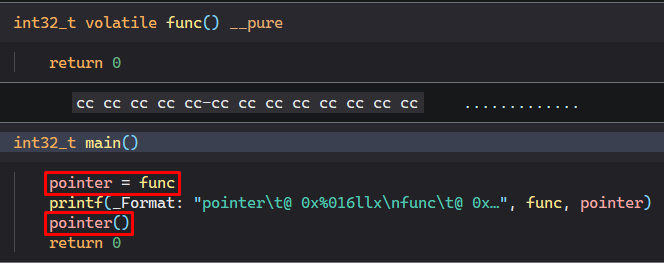 int32_t volatile func() __pure
return 0
cc cc cc cc cc-cc cc cc cc cc cc cc cc .............
int32_t main()
pointer = func
printf(_Format: "pointer\t@ 0x%016llx\nfunc\t@ 0x…", func, pointer)
pointer()
return 0